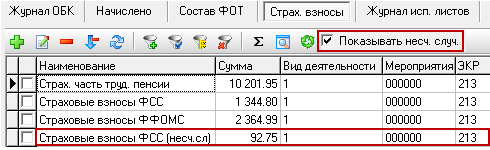 Журнал ОБК Начислено Состав ФОТ Страх. взносы Журнал исп. листов
Σ Показывать несч. случ.
Наименование Сумма Вид деятельности Мероприятия ЭКР
Страх. часть труд. пенсии 10 201.95 1 000000 213
Страховые взносы ФСС 1 344.80 1 000000 213
Страховые взносы ФФОМС 2 364.99 1 000000 213
Страховые взносы ФСС (несч.сл) 92.75 1 000000 213